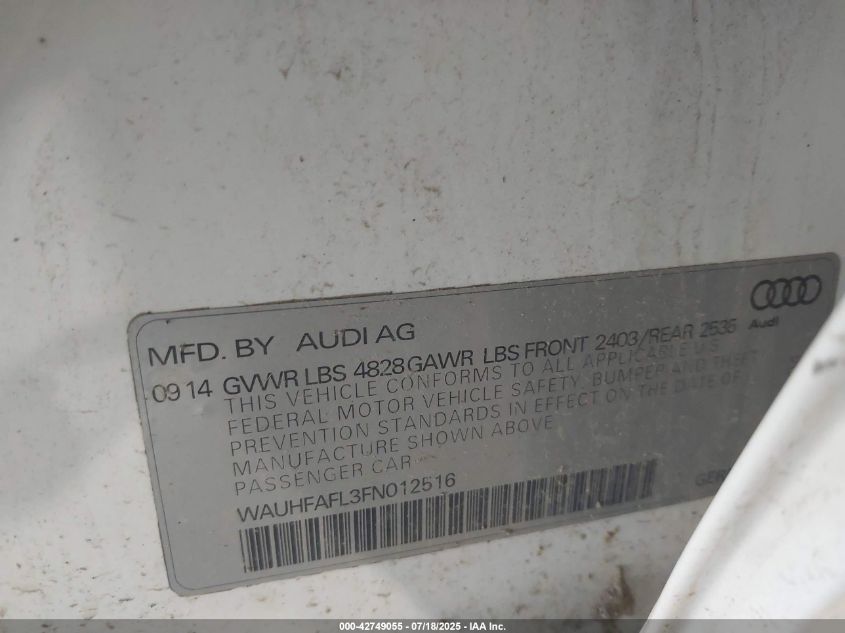 Audi
MFD. BY AUDI AG
09 14 GVWR LBS 4828 GAWR LBS FRONT 2403/REAR 2535
THIS VEHICLE CONFORMS TO ALL APPLICABLE U.S.
FEDERAL MOTOR VEHICLE SAFETY, BUMPER AND THEFT
PREVENTION STANDARDS IN EFFECT ON THE DATE OF
MANUFACTURE SHOWN ABOVE
PASSENGER CAR
WAUHFAFL3FN012516
000-42749055 - 07/18/2025 - IAA Inc.